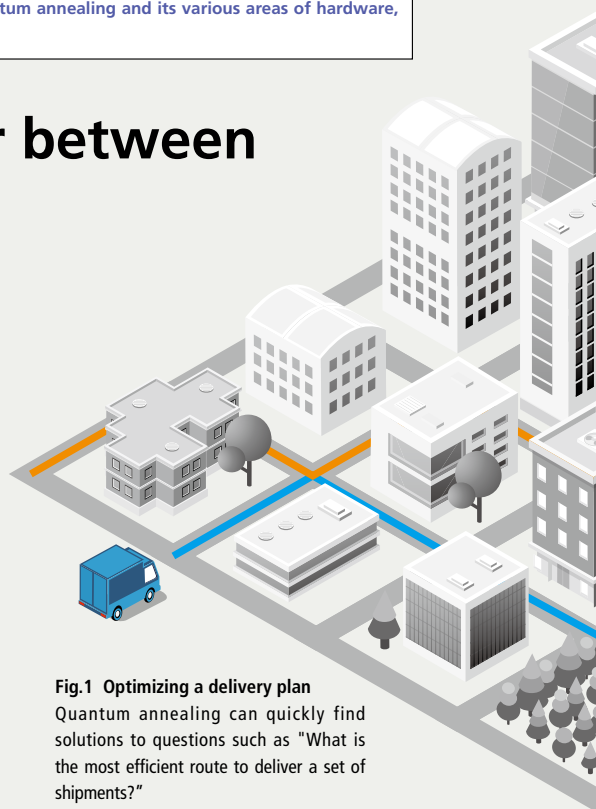 tum annealing and its various areas of hardware,
between
Fig.1 Optimizing a delivery plan
Quantum annealing can quickly find
solutions to questions such as "What is
the most efficient route to deliver a set of
shipments?”